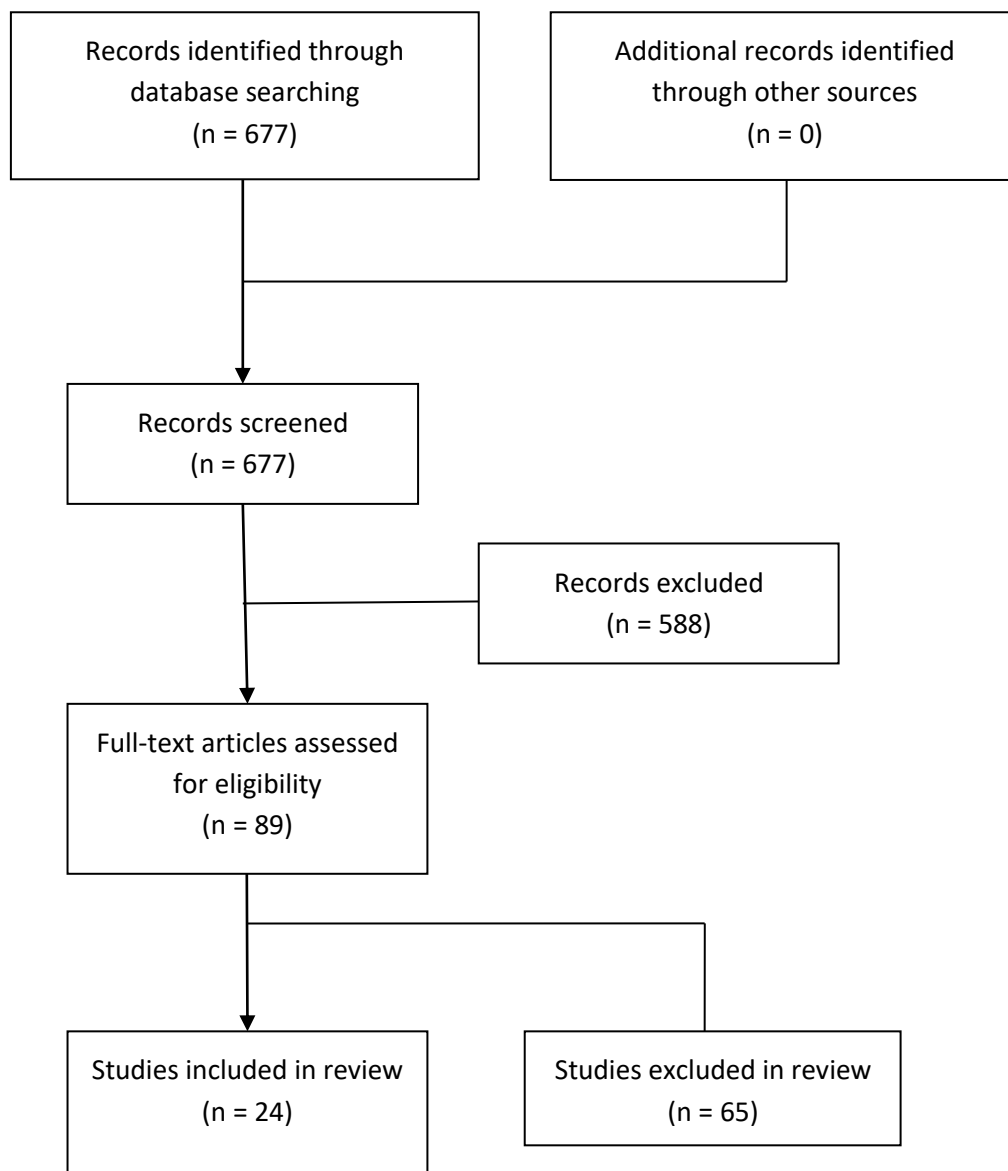 Records identified through
database searching
(n = 677)
Additional records identified
through other sources
(n = 0)
Records screened
(n = 677)
Records excluded
(n = 588)
Full-text articles assessed
for eligibility
(n = 89)
Studies included in review
(n = 24)
Studies excluded in review
(n = 65)